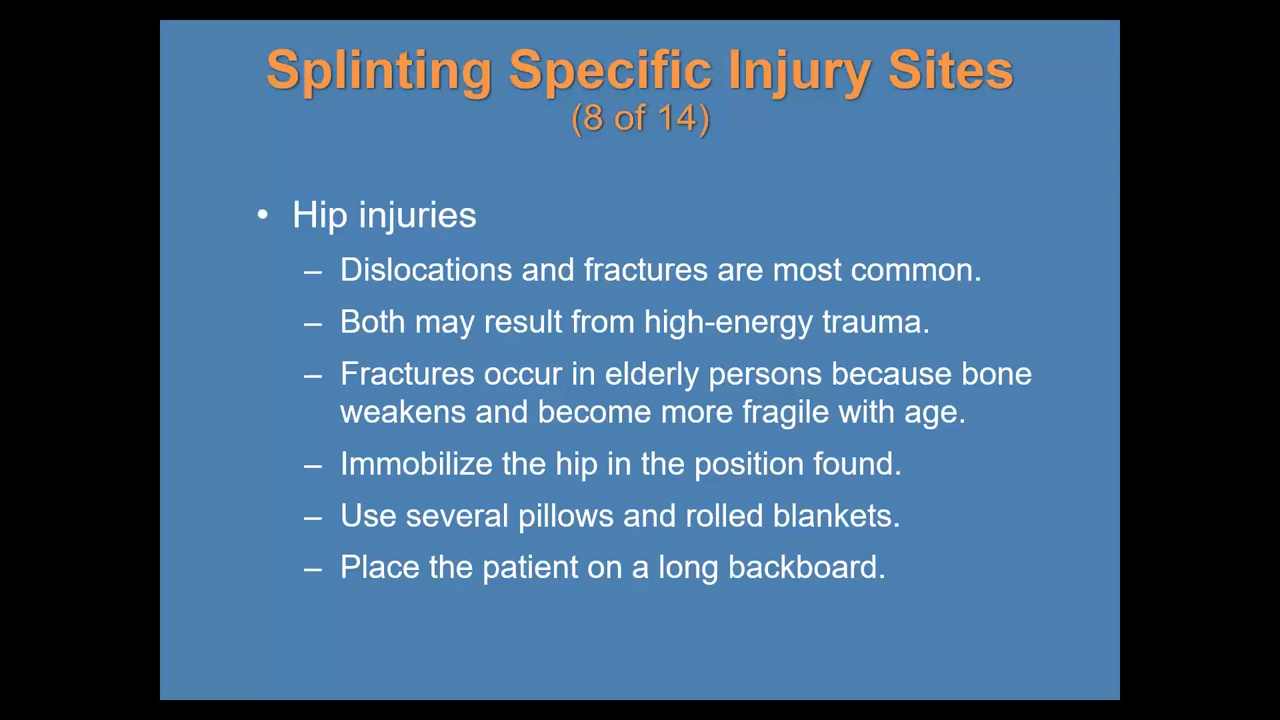 Splinting Specific Injury Sites
(8 of 14)
• Hip injuries
– Dislocations and fractures are most common.
– Both may result from high-energy trauma.
– Fractures occur in elderly persons because bone
weakens and become more fragile with age.
– Immobilize the hip in the position found.
– Use several pillows and rolled blankets.
– Place the patient on a long backboard.